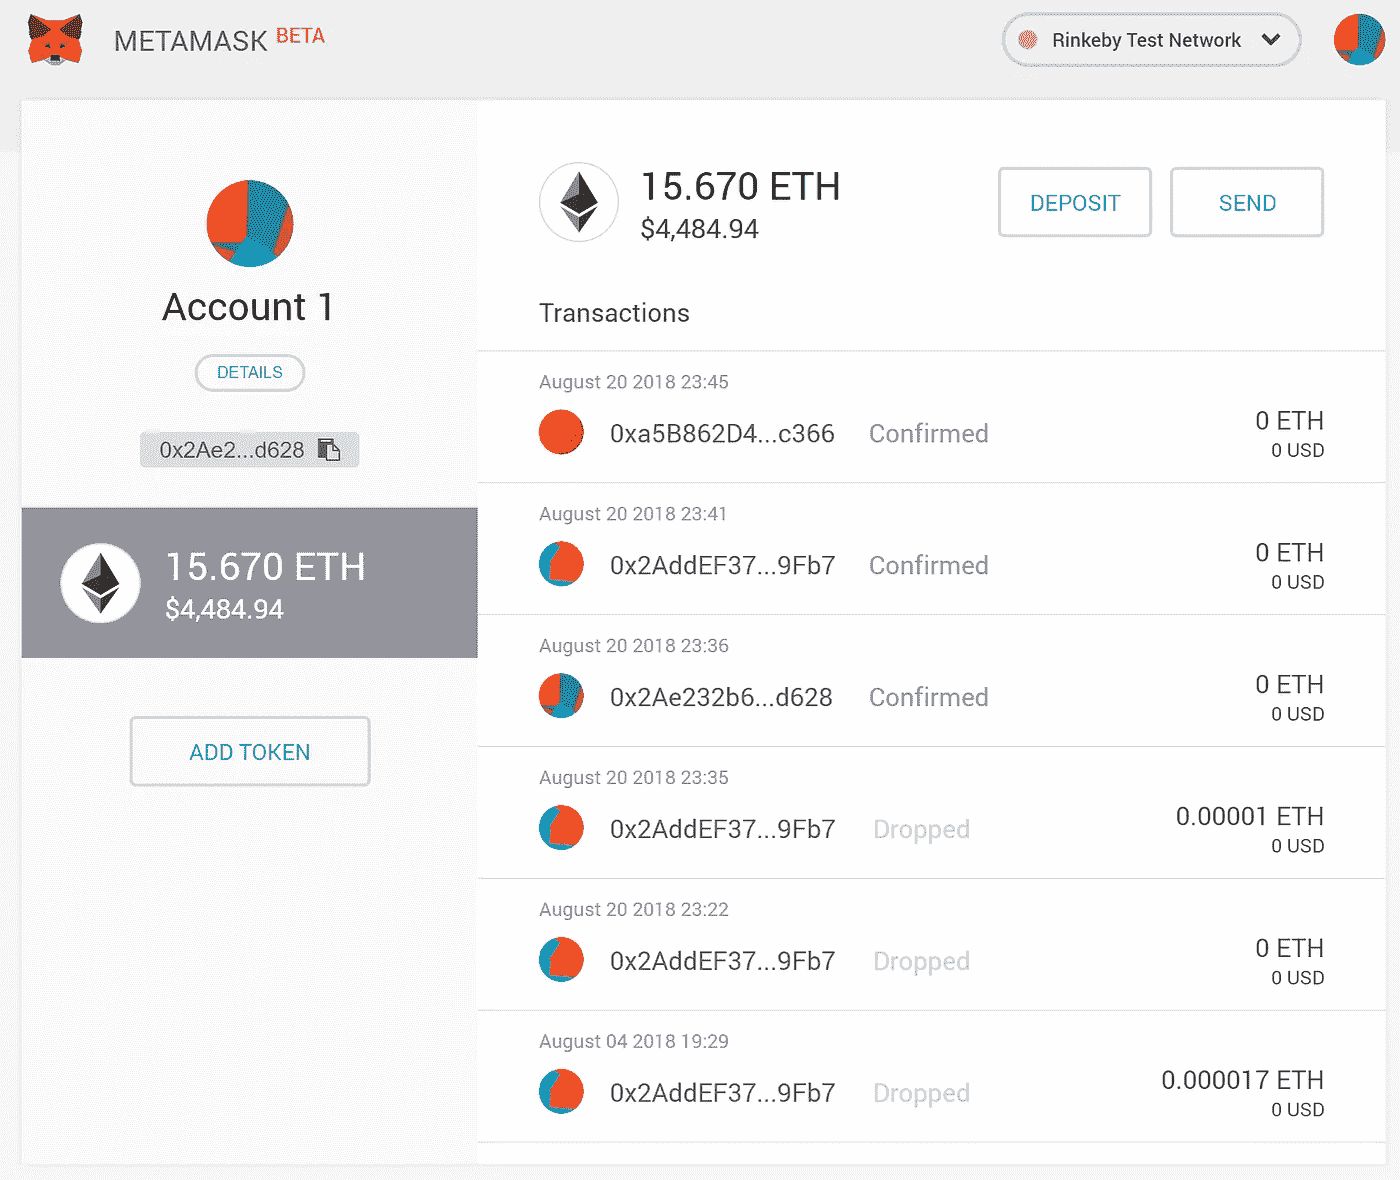 METAMASK BETA
Rinkeby Test Network
Account 1
DETAILS
0x2Ae2...d628
15.670 ETH
$4,484.94
ADD TOKEN
15.670 ETH
$4,484.94
DEPOSIT
SEND
Transactions
August 20 2018 23:45
0xa5B862D4...c366 Confirmed 0 ETH
0 USD
August 20 2018 23:41
0x2AddEF37...9Fb7 Confirmed 0 ETH
0 USD
August 20 2018 23:36
0x2Ae232b6...d628 Confirmed 0 ETH
0 USD
August 20 2018 23:35
0x2AddEF37...9Fb7 Dropped 0.00001 ETH
0 USD
August 20 2018 23:22
0x2AddEF37...9Fb7 Dropped 0 ETH
0 USD
August 04 2018 19:29
0x2AddEF37...9Fb7 Dropped 0.000017 ETH
0 USD